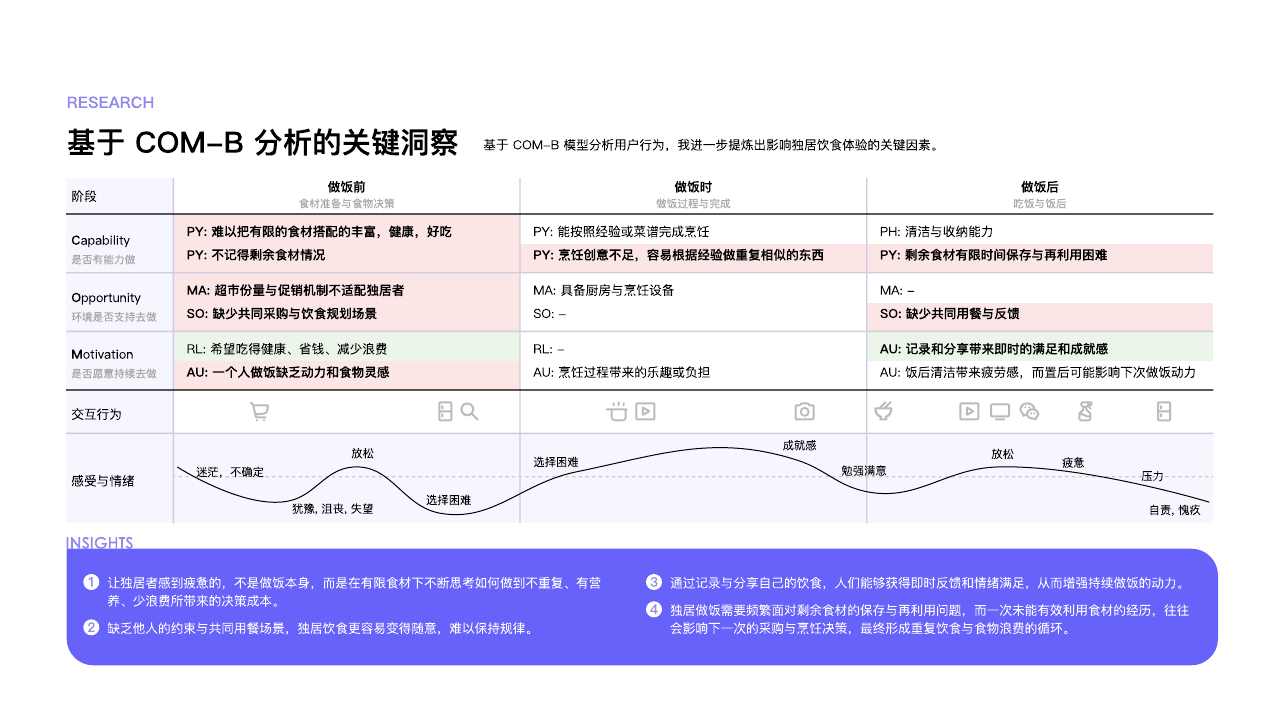 RESEARCH
基于 COM–B 分析的关键洞察
基于 COM–B 模型分析用户行为，我进一步提炼出影响独居饮食体验的关键因素。
阶段
做饭前
食材准备与食物决策
做饭时
做饭过程与完成
做饭后
吃饭与饭后
Capability
是否有能力做
PY: 难以把有限的食材搭配的丰富，健康，好吃
PY: 不记得剩余食材情况
PY: 能按照经验或菜谱完成烹饪
PY: 烹饪创意不足，容易根据经验做重复相似的东西
PH: 清洁与收纳能力
PY: 剩余食材有限时间保存与再利用困难
Opportunity
环境是否支持去做
MA: 超市份量与促销机制不适配独居者
SO: 缺少共同采购与饮食规划场景
MA: 具备厨房与烹饪设备
SO: –
MA: –
SO: 缺少共同用餐与反馈
Motivation
是否愿意持续去做
RL: 希望吃得健康、省钱、减少浪费
AU: 一个人做饭缺乏动力和食物灵感
RL: –
AU: 烹饪过程带来的乐趣或负担
AU: 记录和分享带来即时的满足和成就感
AU: 饭后清洁带来疲劳感，而置后可能影响下次做饭动力
交互行为
感受与情绪
迷茫，不确定
犹豫, 沮丧, 失望
放松
选择困难
选择困难
成就感
勉强满意
放松
疲惫
压力
自责, 愧疚
INSIGHTS
1 让独居者感到疲惫的，不是做饭本身，而是在有限食材下不断思考如何做到不重复、有营
养、少浪费所带来的决策成本。
2 缺乏他人的约束与共同用餐场景，独居饮食更容易变得随意，难以保持规律。
3 通过记录与分享自己的饮食，人们能够获得即时反馈和情绪满足，从而增强持续做饭的动力。
4 独居做饭需要频繁面对剩余食材的保存与再利用问题，而一次未能有效利用食材的经历，往往
会影响下一次的采购与烹饪决策，最终形成重复饮食与食物浪费的循环。